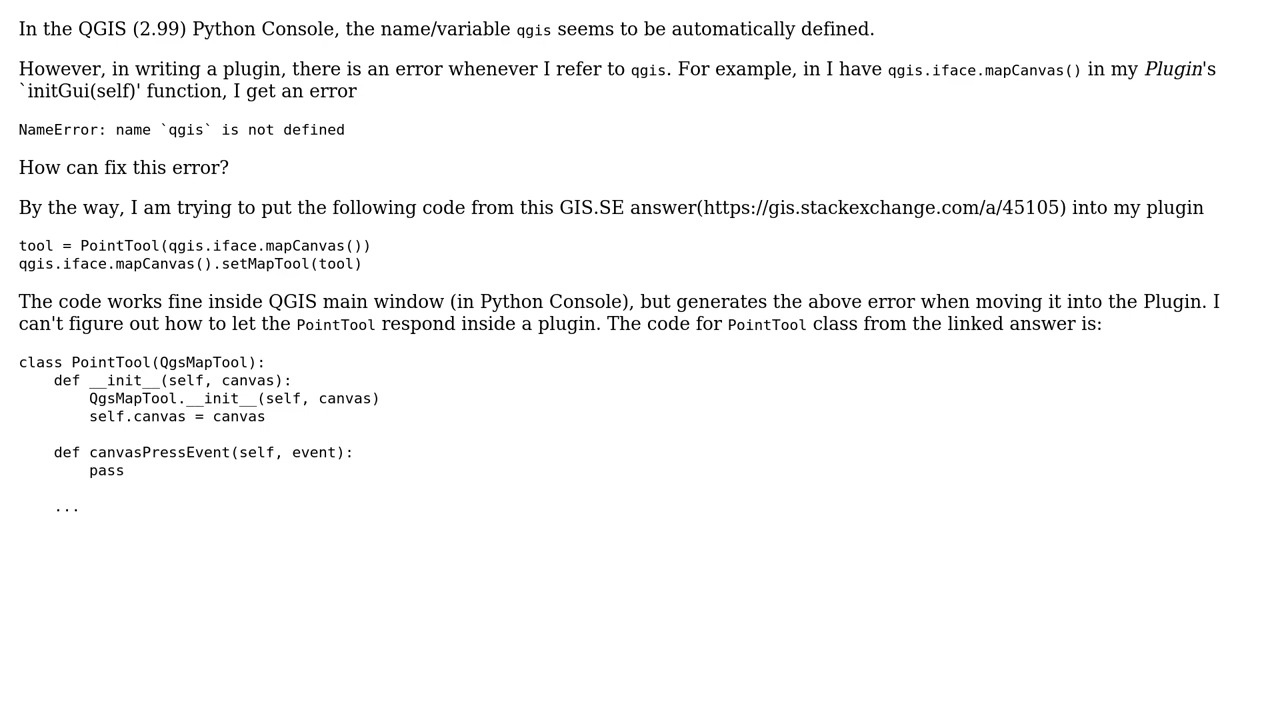 In the QGIS (2.99) Python Console, the name/variable qgis seems to be automatically defined.
However, in writing a plugin, there is an error whenever I refer to qgis. For example, in I have qgis.iface.mapCanvas() in my Plugin's
`initGui(self)' function, I get an error
NameError: name `qgis` is not defined
How can fix this error?
By the way, I am trying to put the following code from this GIS.SE answer(https://gis.stackexchange.com/a/45105) into my plugin
tool = PointTool(qgis.iface.mapCanvas())
qgis.iface.mapCanvas().setMapTool(tool)
The code works fine inside QGIS main window (in Python Console), but generates the above error when moving it into the Plugin. I
can't figure out how to let the PointTool respond inside a plugin. The code for PointTool class from the linked answer is:
class PointTool(QgsMapTool):
    def __init__(self, canvas):
        QgsMapTool.__init__(self, canvas)
        self.canvas = canvas
    def canvasPressEvent(self, event):
        pass
    ...